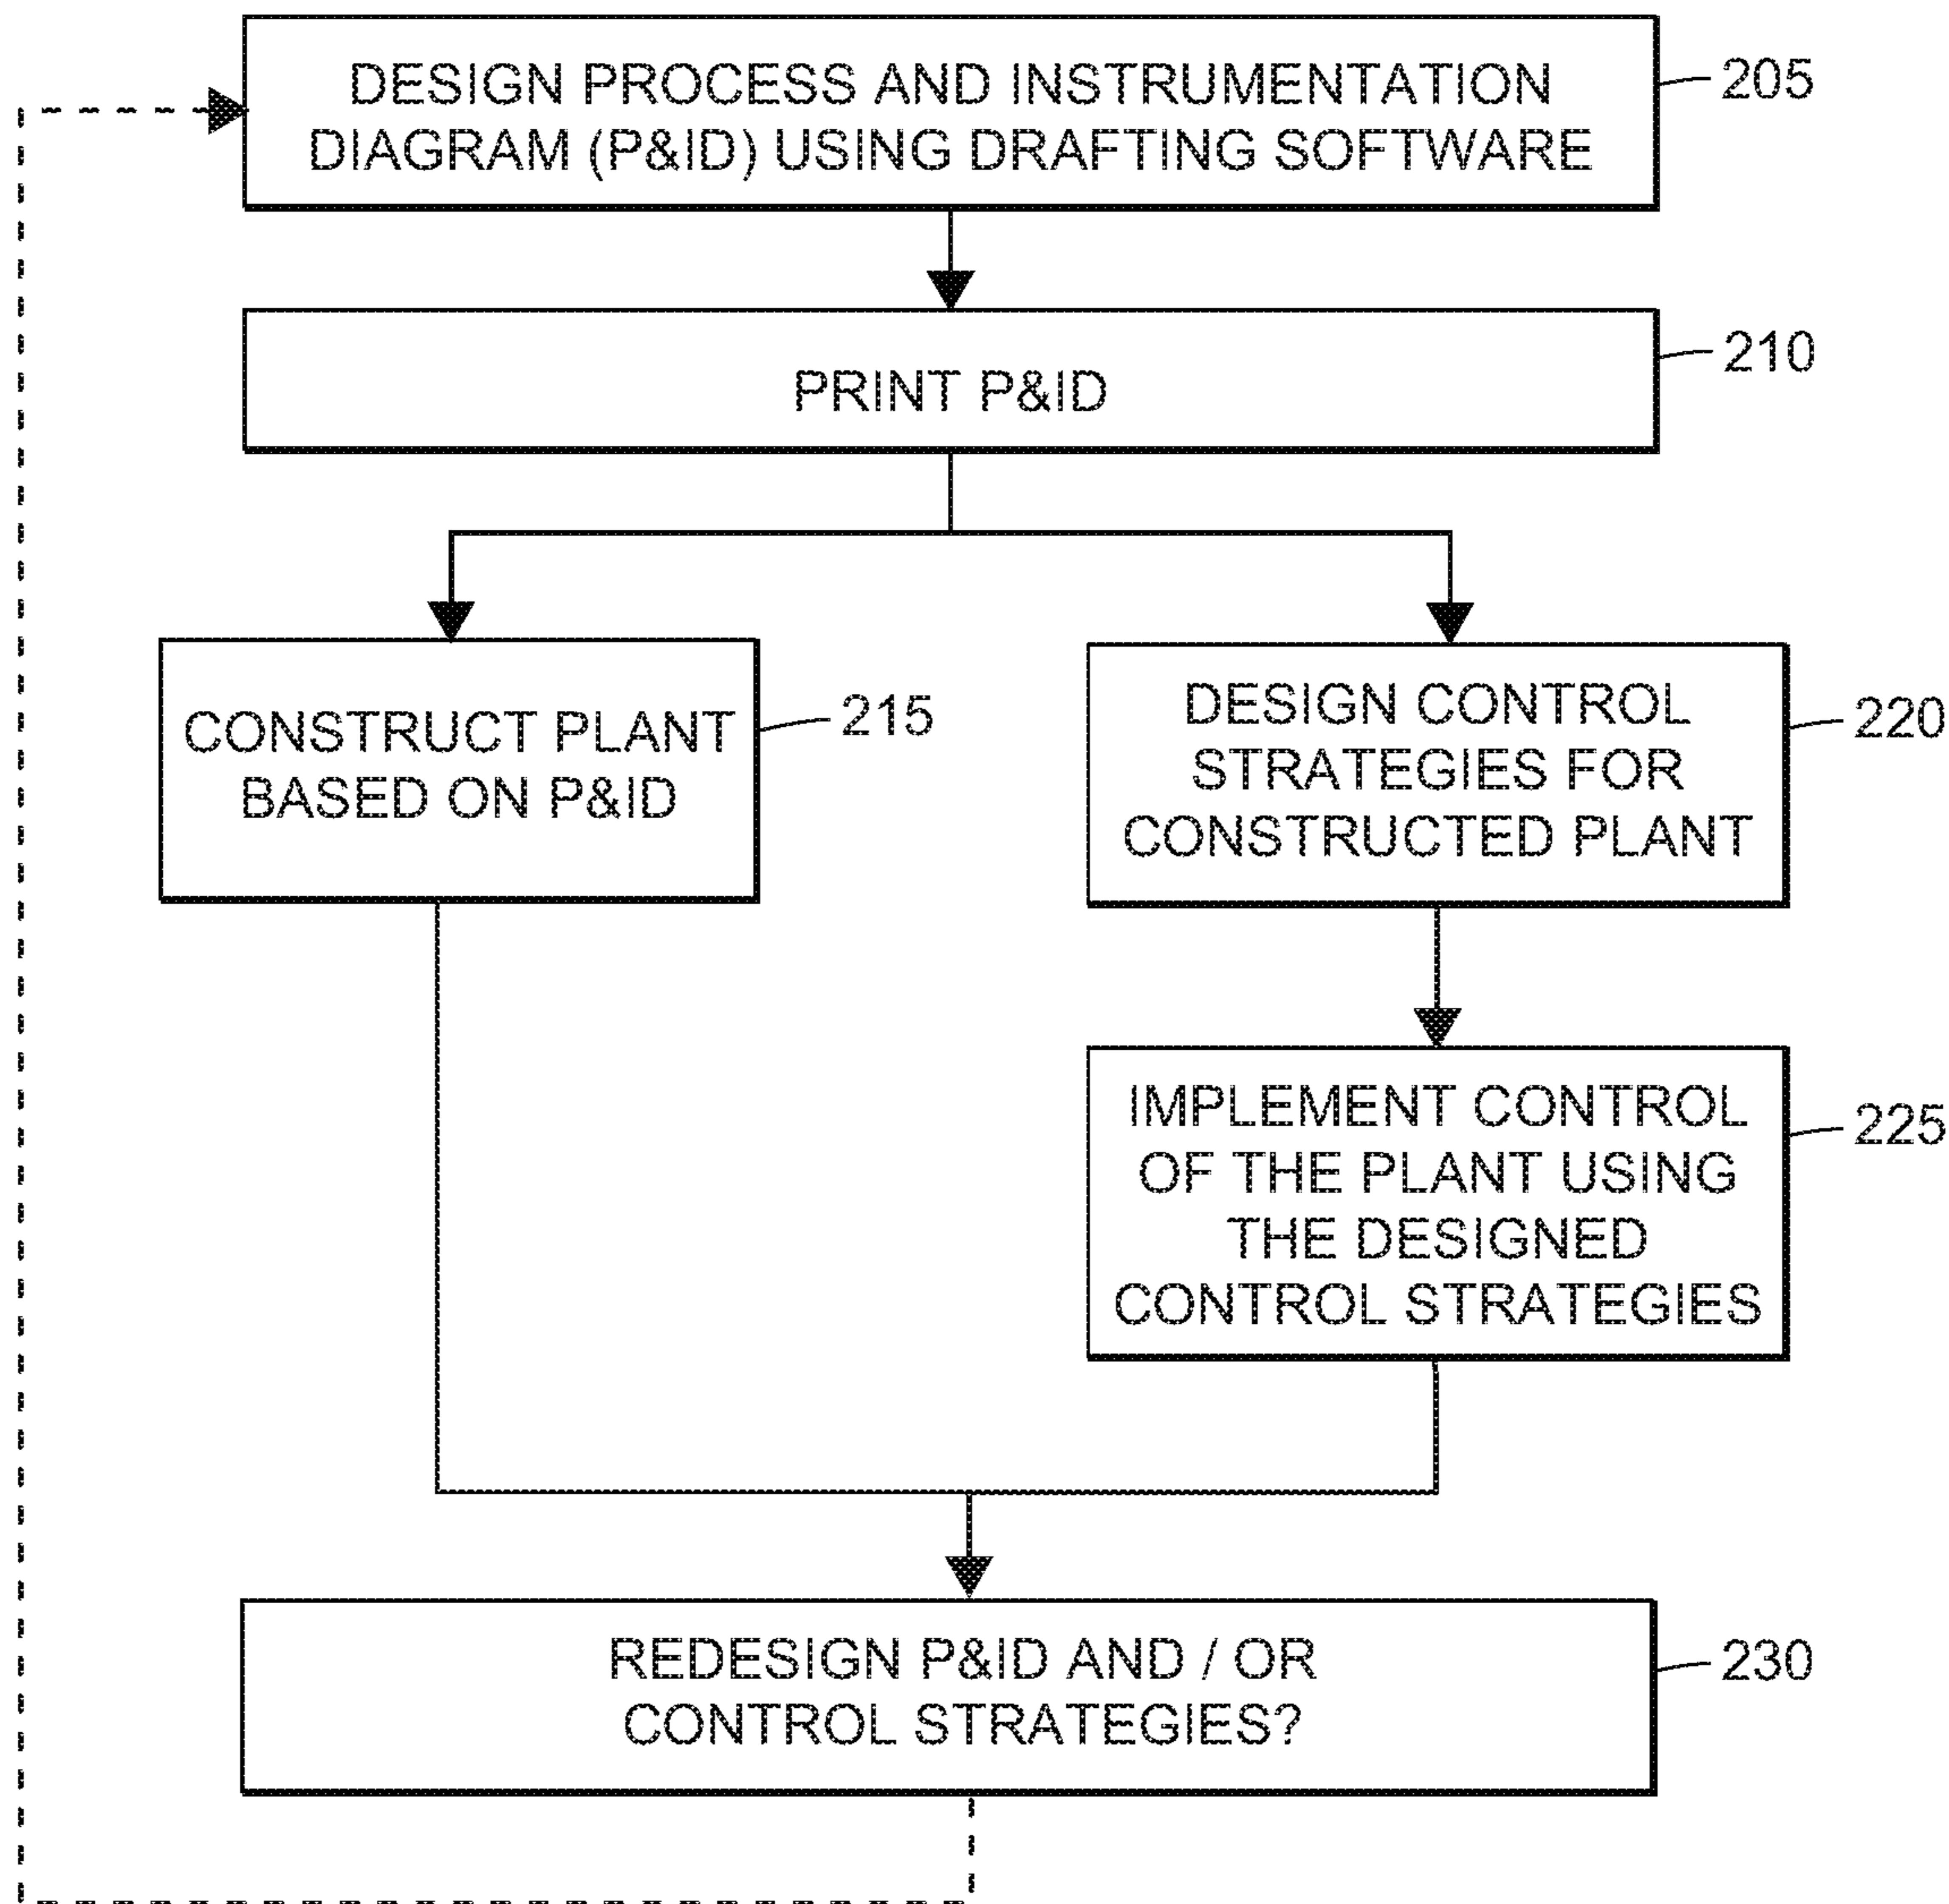 DESIGN PROCESS AND INSTRUMENTATION
DIAGRAM (P&ID) USING DRAFTING SOFTWARE
205
PRINT P&ID
210
CONSTRUCT PLANT
BASED ON P&ID
215
DESIGN CONTROL
STRATEGIES FOR
CONSTRUCTED PLANT
220
IMPLEMENT CONTROL
OF THE PLANT USING
THE DESIGNED
CONTROL STRATEGIES
225
REDESIGN P&ID AND / OR
CONTROL STRATEGIES?
230